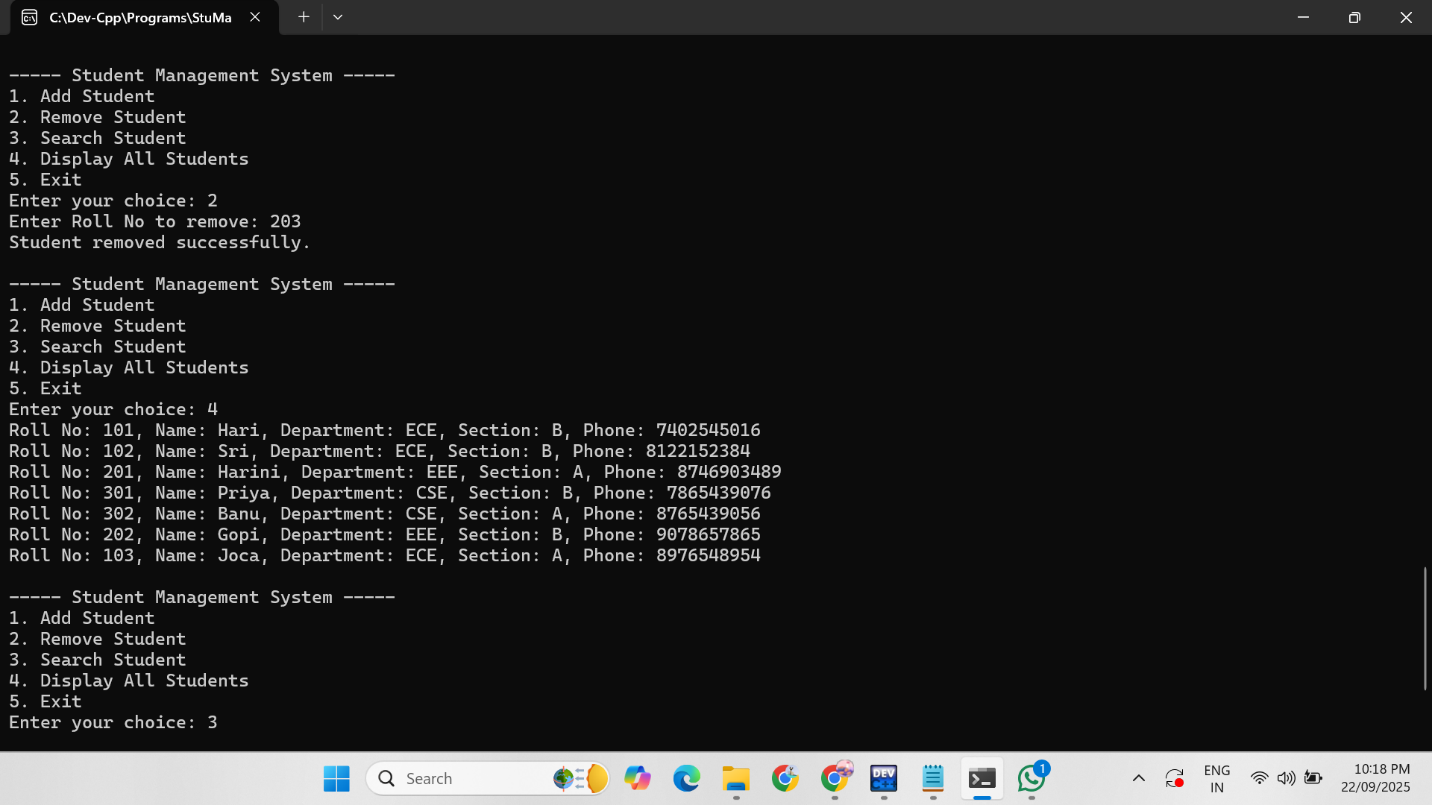 C:\Dev-Cpp\Programs\StuMa
----- Student Management System -----
1. Add Student
2. Remove Student
3. Search Student
4. Display All Students
5. Exit
Enter your choice: 2
Enter Roll No to remove: 203
Student removed successfully.
----- Student Management System -----
1. Add Student
2. Remove Student
3. Search Student
4. Display All Students
5. Exit
Enter your choice: 4
Roll No: 101, Name: Hari, Department: ECE, Section: B, Phone: 7402545016
Roll No: 102, Name: Sri, Department: ECE, Section: B, Phone: 8122152384
Roll No: 201, Name: Harini, Department: EEE, Section: A, Phone: 8746903489
Roll No: 301, Name: Priya, Department: CSE, Section: B, Phone: 7865439076
Roll No: 302, Name: Banu, Department: CSE, Section: A, Phone: 8765439056
Roll No: 202, Name: Gopi, Department: EEE, Section: B, Phone: 9078657865
Roll No: 103, Name: Joca, Department: ECE, Section: A, Phone: 8976548954
----- Student Management System -----
1. Add Student
2. Remove Student
3. Search Student
4. Display All Students
5. Exit
Enter your choice: 3
Search
DEV
C++
1
ENG
IN
10:18 PM
22/09/2025